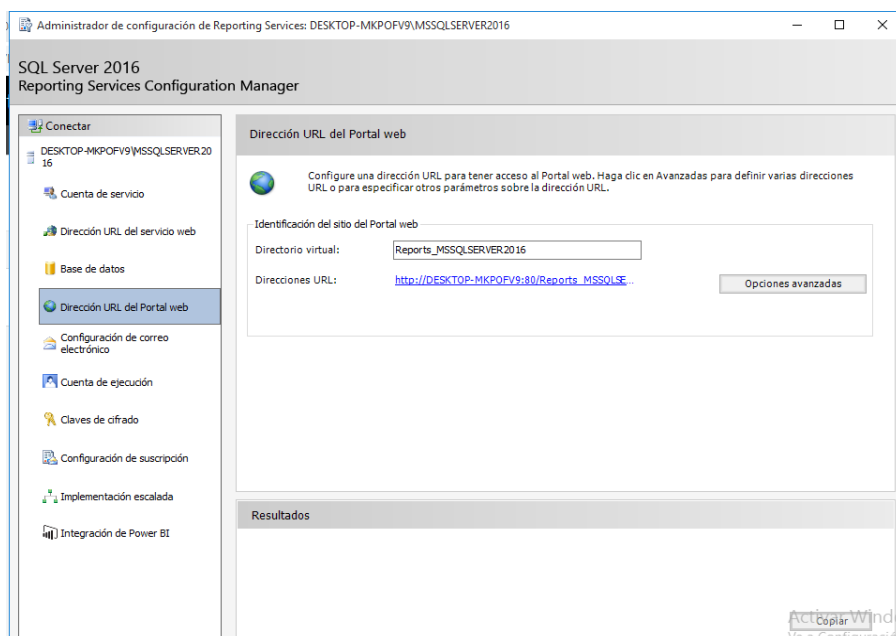 Administrador de configuración de Reporting Services: DESKTOP-MKPOFV9\MSSQLSERVER2016
SQL Server 2016
Reporting Services Configuration Manager
Conectar
DESKTOP-MKPOFV9\MSSQLSERVER20
16
Cuenta de servicio
Dirección URL del servicio web
Base de datos
Dirección URL del Portal web
Configuración de correo
electrónico
Cuenta de ejecución
Claves de cifrado
Configuración de suscripción
Implementación escalada
Integración de Power BI
Dirección URL del Portal web
Configure una dirección URL para tener acceso al Portal web. Haga clic en Avanzadas para definir varias direcciones
URL o para especificar otros parámetros sobre la dirección URL.
Identificación del sitio del Portal web
Directorio virtual:
Reports_MSSQLSERVER2016
Direcciones URL:
http://DESKTOP-MKPOFV9:80/Reports_MSSQLSE...
Opciones avanzadas
Resultados
Activar Wind
Copiar